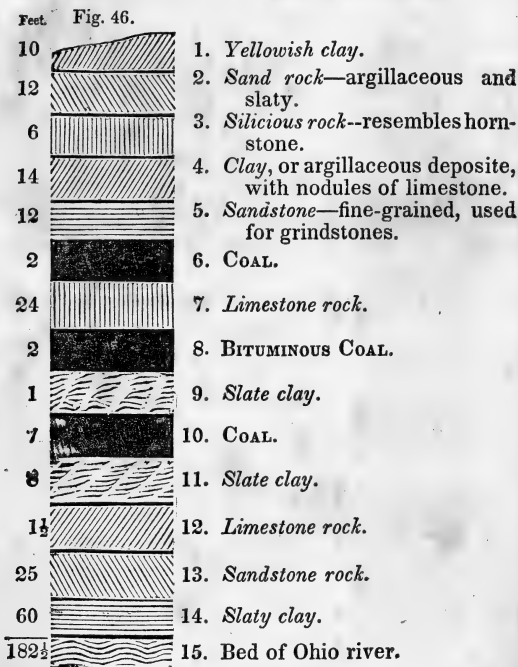 Feet. Fig. 46.
10 1. Yellowish clay.
12 2. Sand rock—argillaceous and
slaty.
6 3. Silicious rock--resembles horn-
stone.
14 4. Clay, or argillaceous deposite,
with nodules of limestone.
12 5. Sandstone—fine-grained, used
for grindstones.
2 6. COAL.
24 7. Limestone rock.
2 8. BITUMINOUS COAL.
1 9. Slate clay.
7 10. COAL.
11. Slate clay.
1½ 12. Limestone rock.
25 13. Sandstone rock.
60 14. Slaty clay.
182½ 15. Bed of Ohio river.